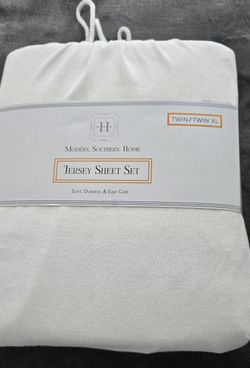 H
TWIN/TWIN XL
MODERN. SOUTHERN. HOME.
JERSEY SHEET SET
SOFT, DURABLE, & EASY CARE